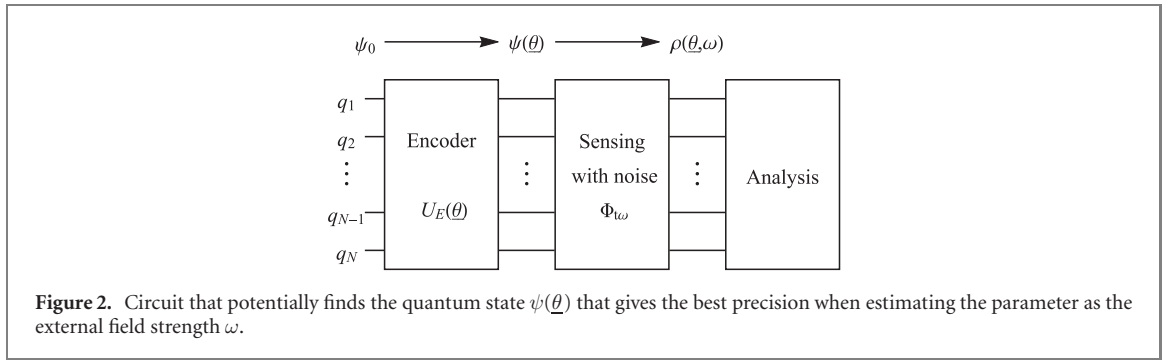 ψ₀ ψ(θ̲) ρ(θ̲,ω)
q₁
q₂
⋮ ⋮ ⋮
qN−1
qN
Encoder
UE(θ̲)
Sensing
with noise
Φtω
Analysis
Figure 2. Circuit that potentially finds the quantum state ψ(θ̲) that gives the best precision when estimating the parameter as the
external field strength ω.